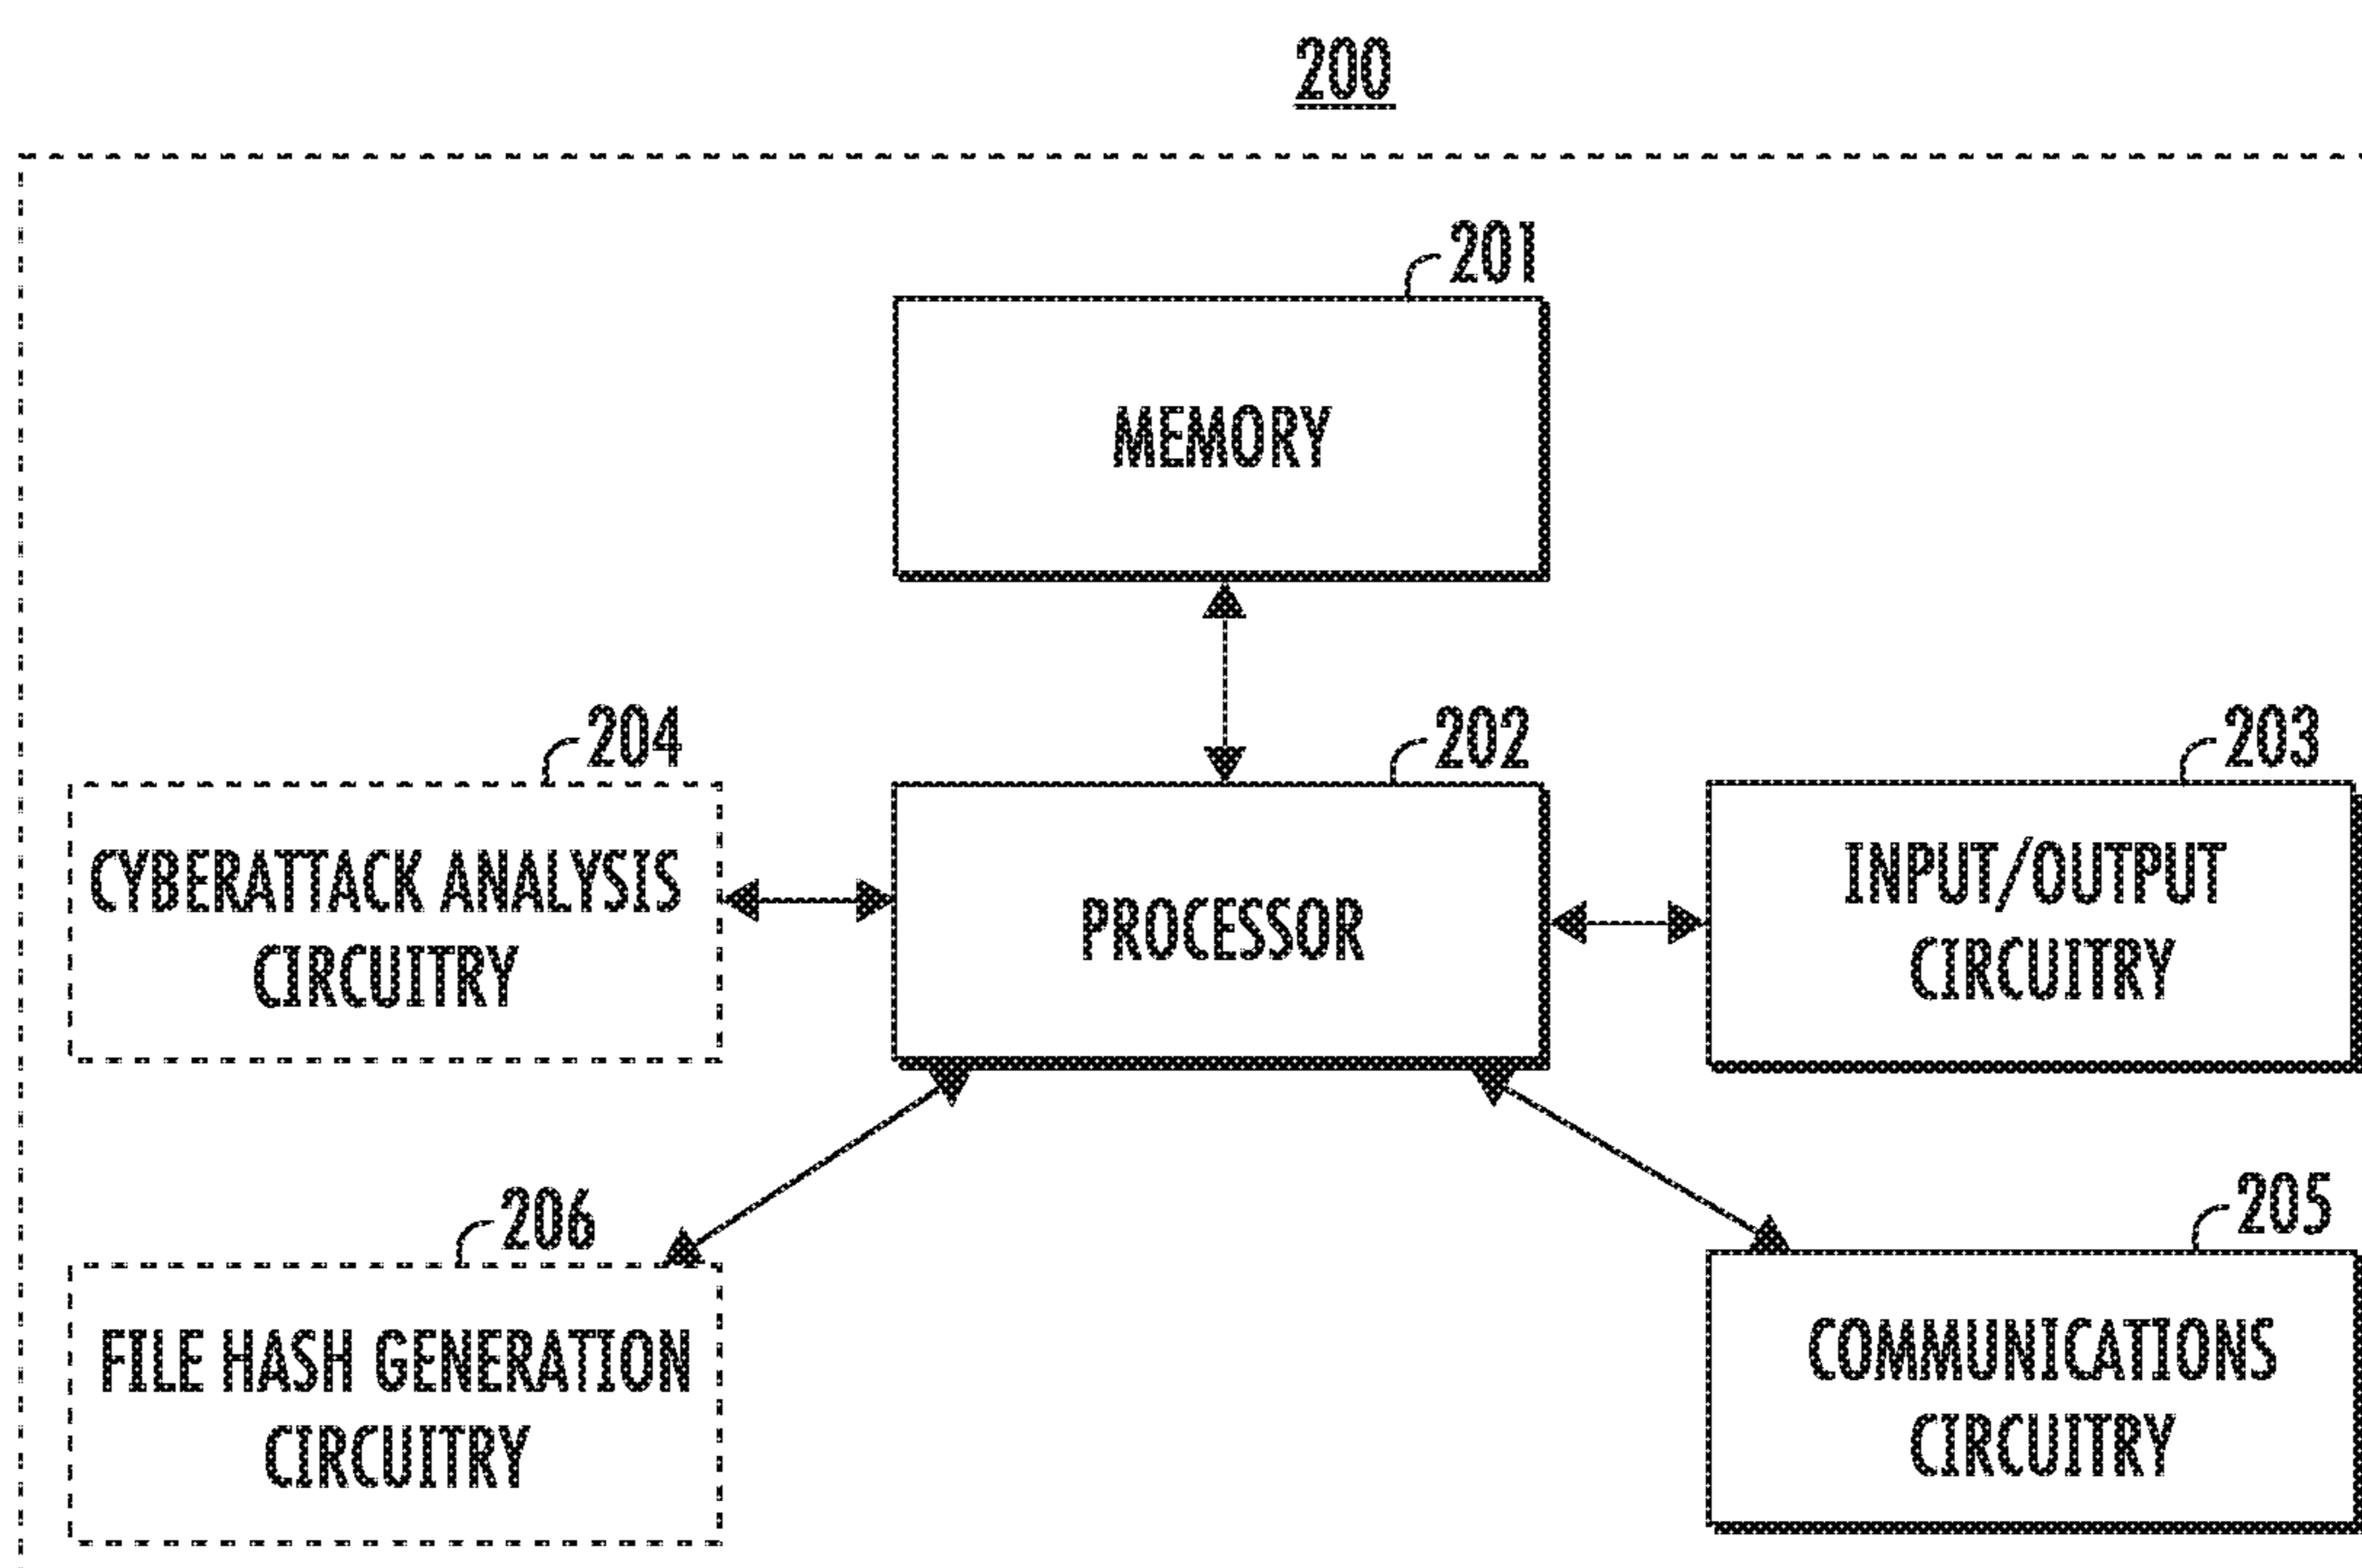 200
201
MEMORY
204
202
203
CYBERATTACK ANALYSIS
CIRCUITRY
PROCESSOR
INPUT/OUTPUT
CIRCUITRY
206
205
FILE HASH GENERATION
CIRCUITRY
COMMUNICATIONS
CIRCUITRY